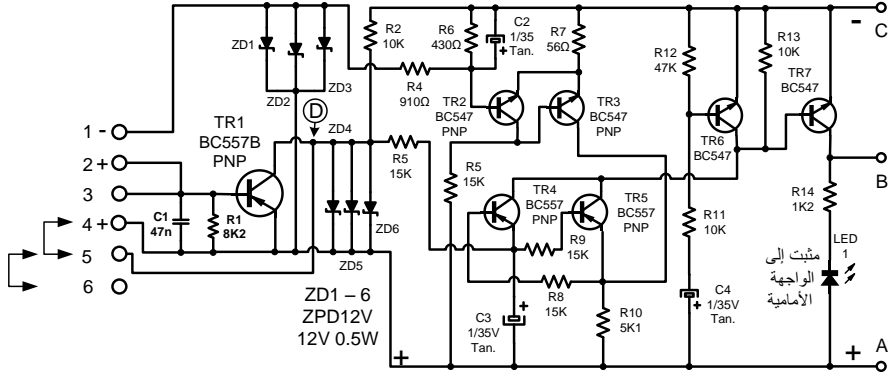 1 -
2 +
3
4 +
5
6
C1
47n
R1
8K2
TR1
BC557B
PNP
ZD1
ZD2
ZD3
D
ZD4
ZD5
ZD6
ZD1 – 6
ZPD12V
12V 0.5W
R2
10K
R4
910Ω
R5
15K
R6
430Ω
C2
1/35
+ Tan.
R7
56Ω
TR2
BC547
PNP
TR3
BC547
PNP
R5
15K
TR4
BC557
PNP
TR5
BC557
PNP
R9
15K
R8
15K
C3
1/35V
Tan.
+
R10
5K1
R12
47K
R11
10K
C4
1/35V
Tan.
+
TR6
BC547
R13
10K
TR7
BC547
R14
1K2
LED
1
مثبت إلى
الواجهة
الأمامية
+
-
C
B
+
A